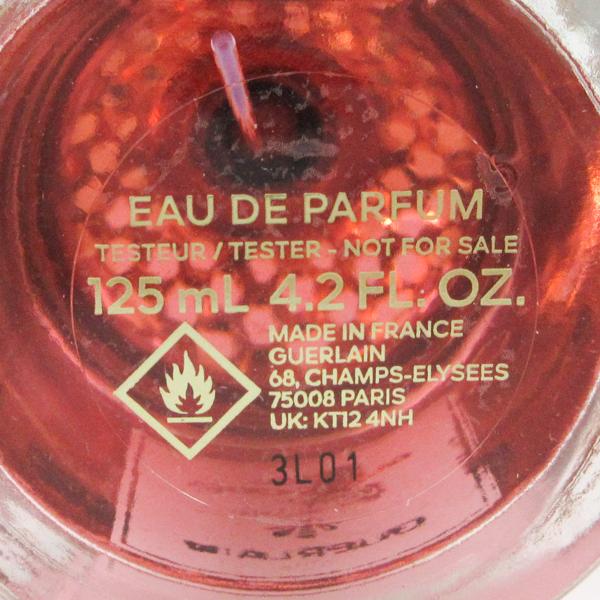 EAU DE PARFUM
TESTEUR / TESTER - NOT FOR SALE
125 mL 4.2 FL. OZ.
MADE IN FRANCE
GUERLAIN
68, CHAMPS-ELYSEES
75008 PARIS
UK: KT12 4NH
3L01